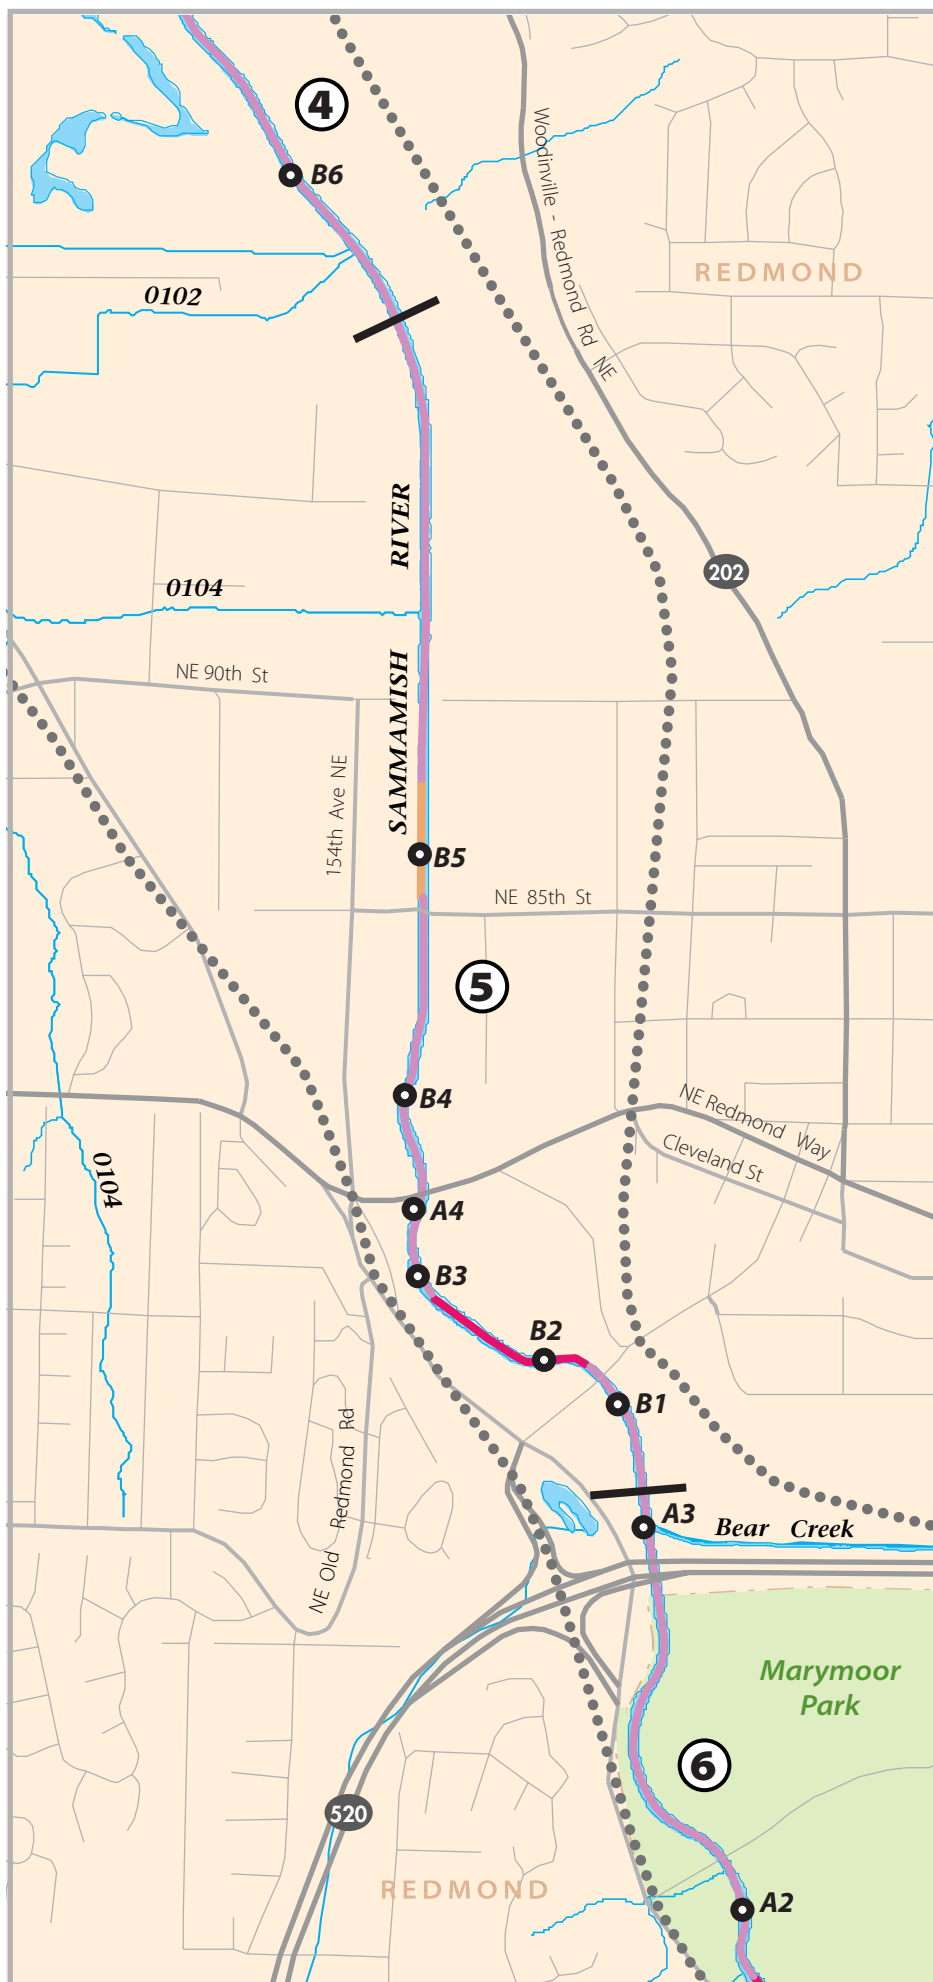 4
B6
Woodinville - Redmond Rd NE
REDMOND
0102
RIVER
202
0104
NE 90th St
SAMMAMISH
154th Ave NE
B5
NE 85th St
5
B4
NE Redmond Way
Cleveland St
0104
A4
B3
B2
B1
NE Old Redmond Rd
A3
Bear Creek
Marymoor
Park
6
520
REDMOND
A2